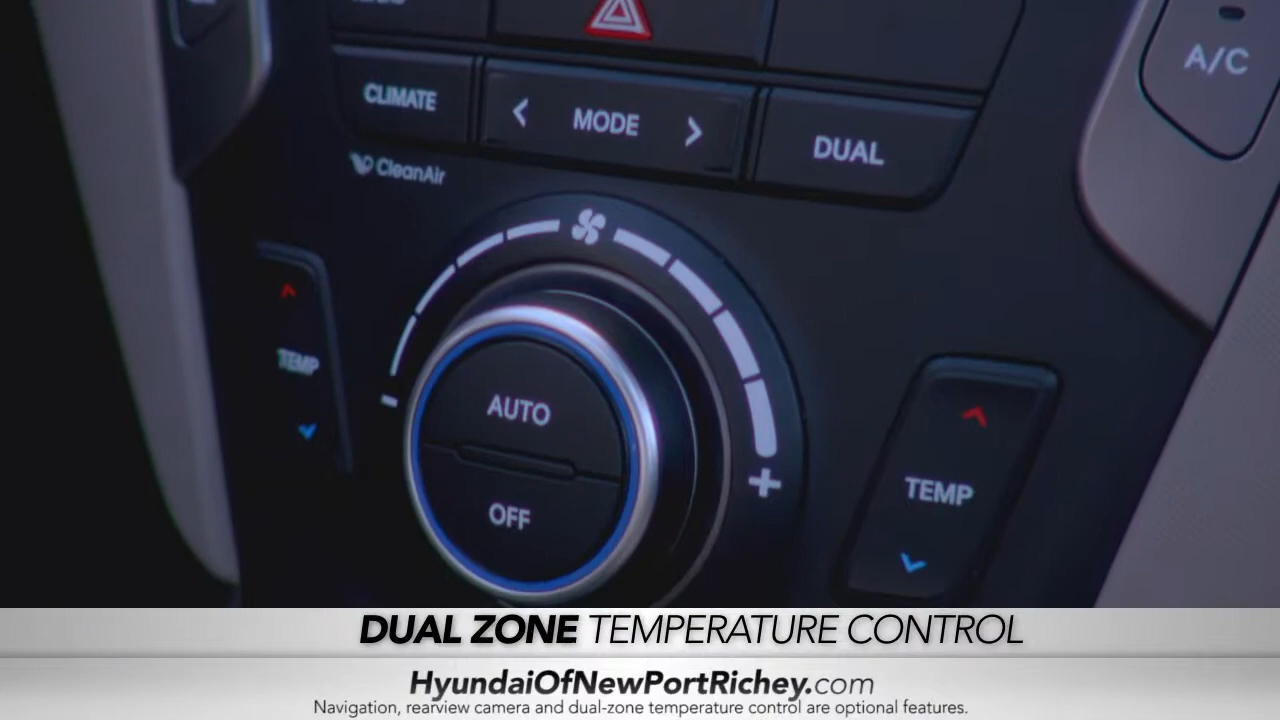 A/C
CLIMATE
< MODE >
DUAL
CleanAir
TEMP
-
AUTO
OFF
+
TEMP
DUAL ZONE TEMPERATURE CONTROL
HyundaiOfNewPortRichey.com
Navigation, rearview camera and dual-zone temperature control are optional features.